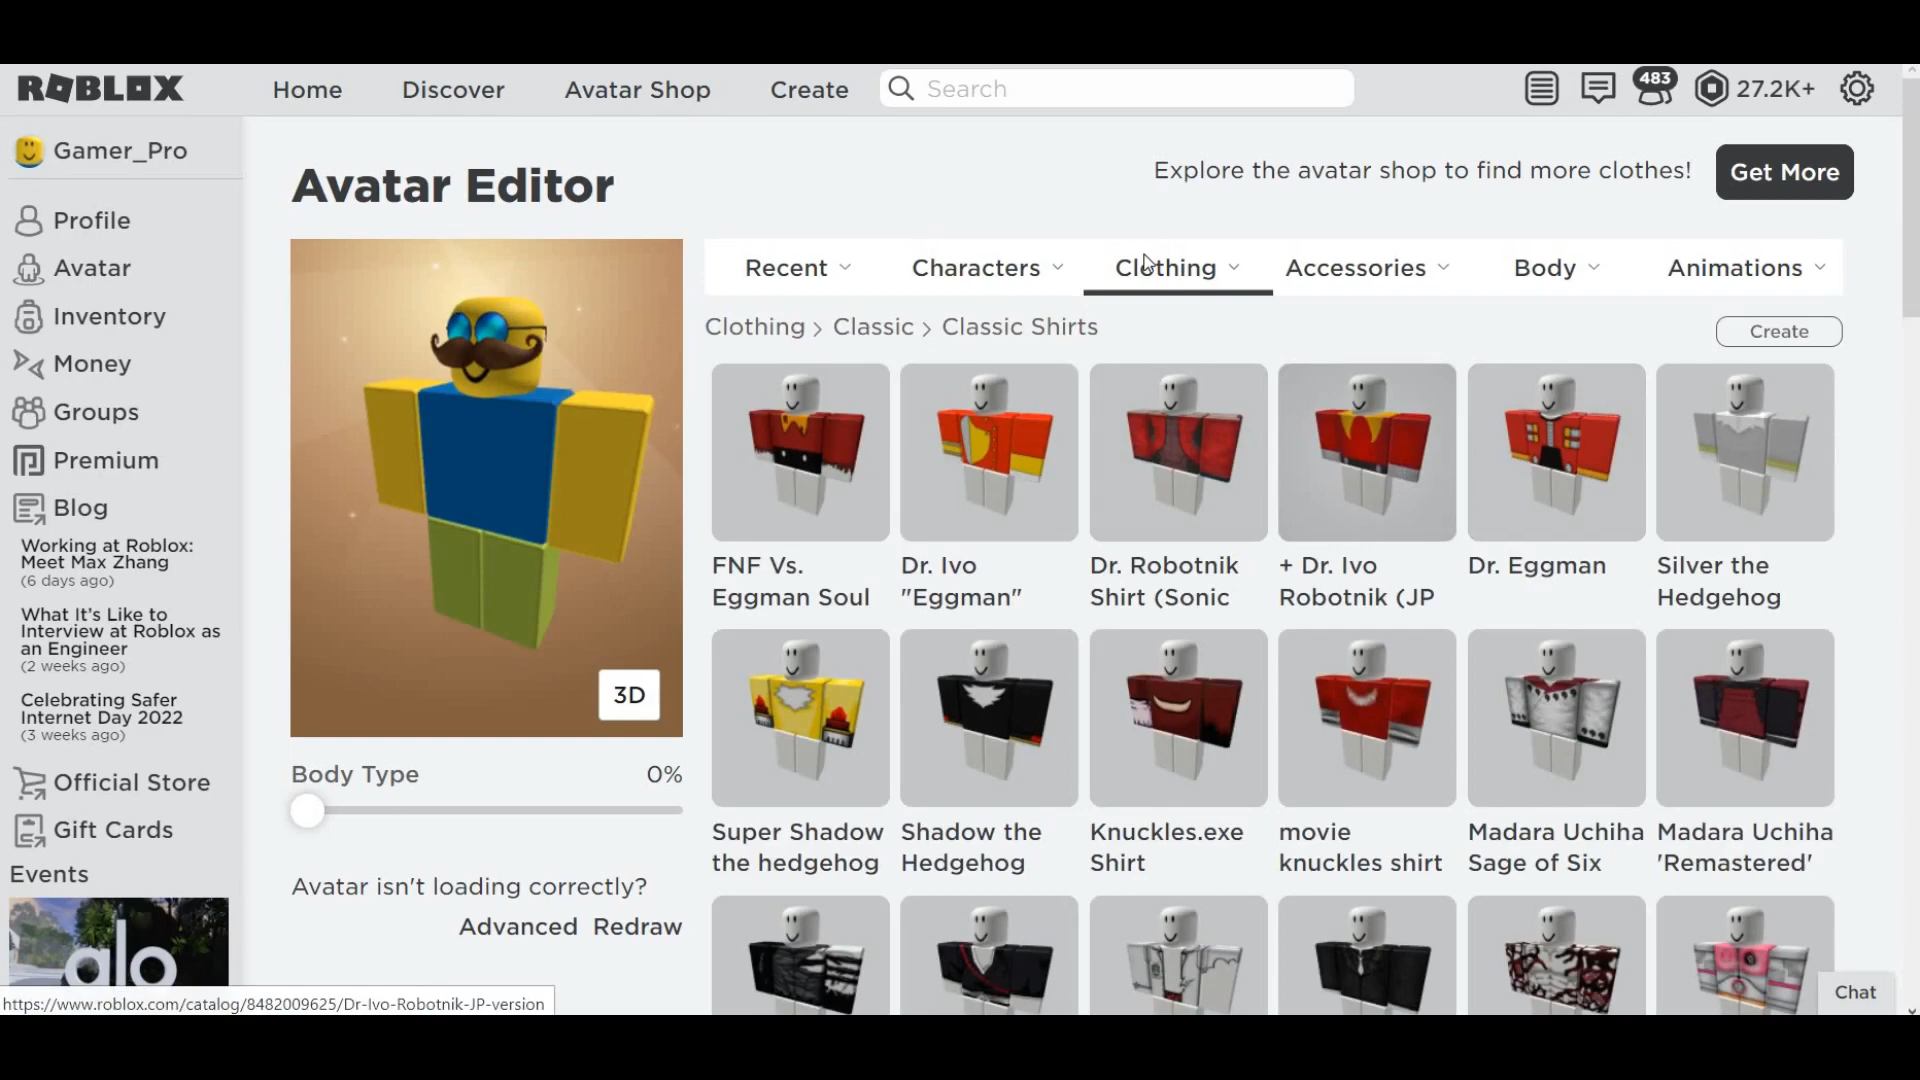 ROBLOX
Home
Discover
Avatar Shop
Create
Search
483
27.2K+
Gamer_Pro
Profile
Avatar
Inventory
Money
Groups
Premium
Blog
Working at Roblox:
Meet Max Zhang
(6 days ago)
What It's Like to
Interview at Roblox as
an Engineer
(2 weeks ago)
Celebrating Safer
Internet Day 2022
(3 weeks ago)
Official Store
Gift Cards
Events
alo
https://www.roblox.com/catalog/8482009625/Dr-Ivo-Robotnik-JP-version
Avatar Editor
Explore the avatar shop to find more clothes!
Get More
3D
Body Type
0%
Avatar isn't loading correctly?
Advanced
Redraw
Recent
Characters
Clothing
Accessories
Body
Animations
Clothing > Classic > Classic Shirts
Create
FNF Vs.
Eggman Soul
Dr. Ivo
"Eggman"
Dr. Robotnik
Shirt (Sonic
+ Dr. Ivo
Robotnik (JP
Dr. Eggman
Silver the
Hedgehog
Super Shadow
the hedgehog
Shadow the
Hedgehog
Knuckles.exe
Shirt
movie
knuckles shirt
Madara Uchiha
Sage of Six
Madara Uchiha
'Remastered'
Chat